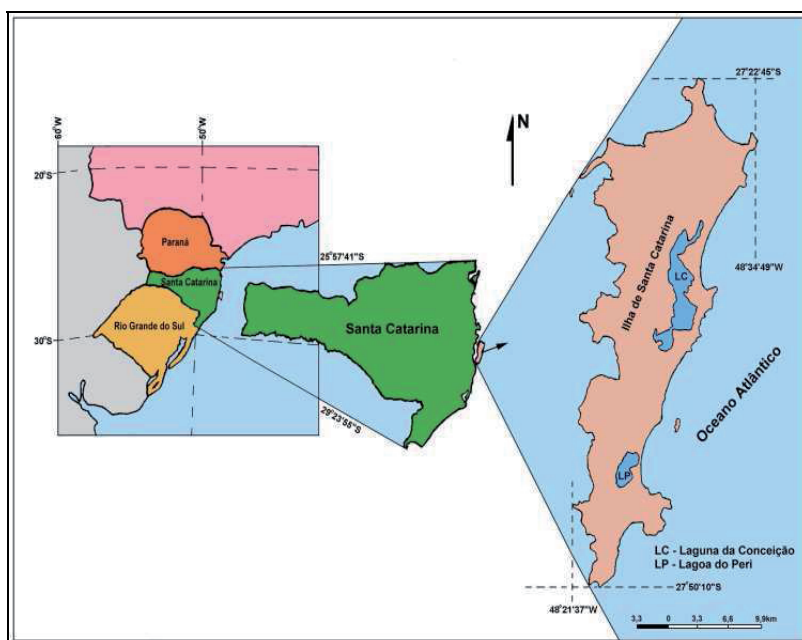 60°W
50°W
20°S
30°S
Paraná
Santa Catarina
Rio Grande do Sul
25°57'41"S
29°23'55"S
Santa Catarina
N
27°22'45"S
48°34'49"W
Ilha de Santa Catarina
LC
LP
Oceano Atlântico
LC - Laguna da Conceição
LP - Lagoa do Peri
27°50'10"S
48°21'37"W
3,3 0 3,3 6,6 9,9km